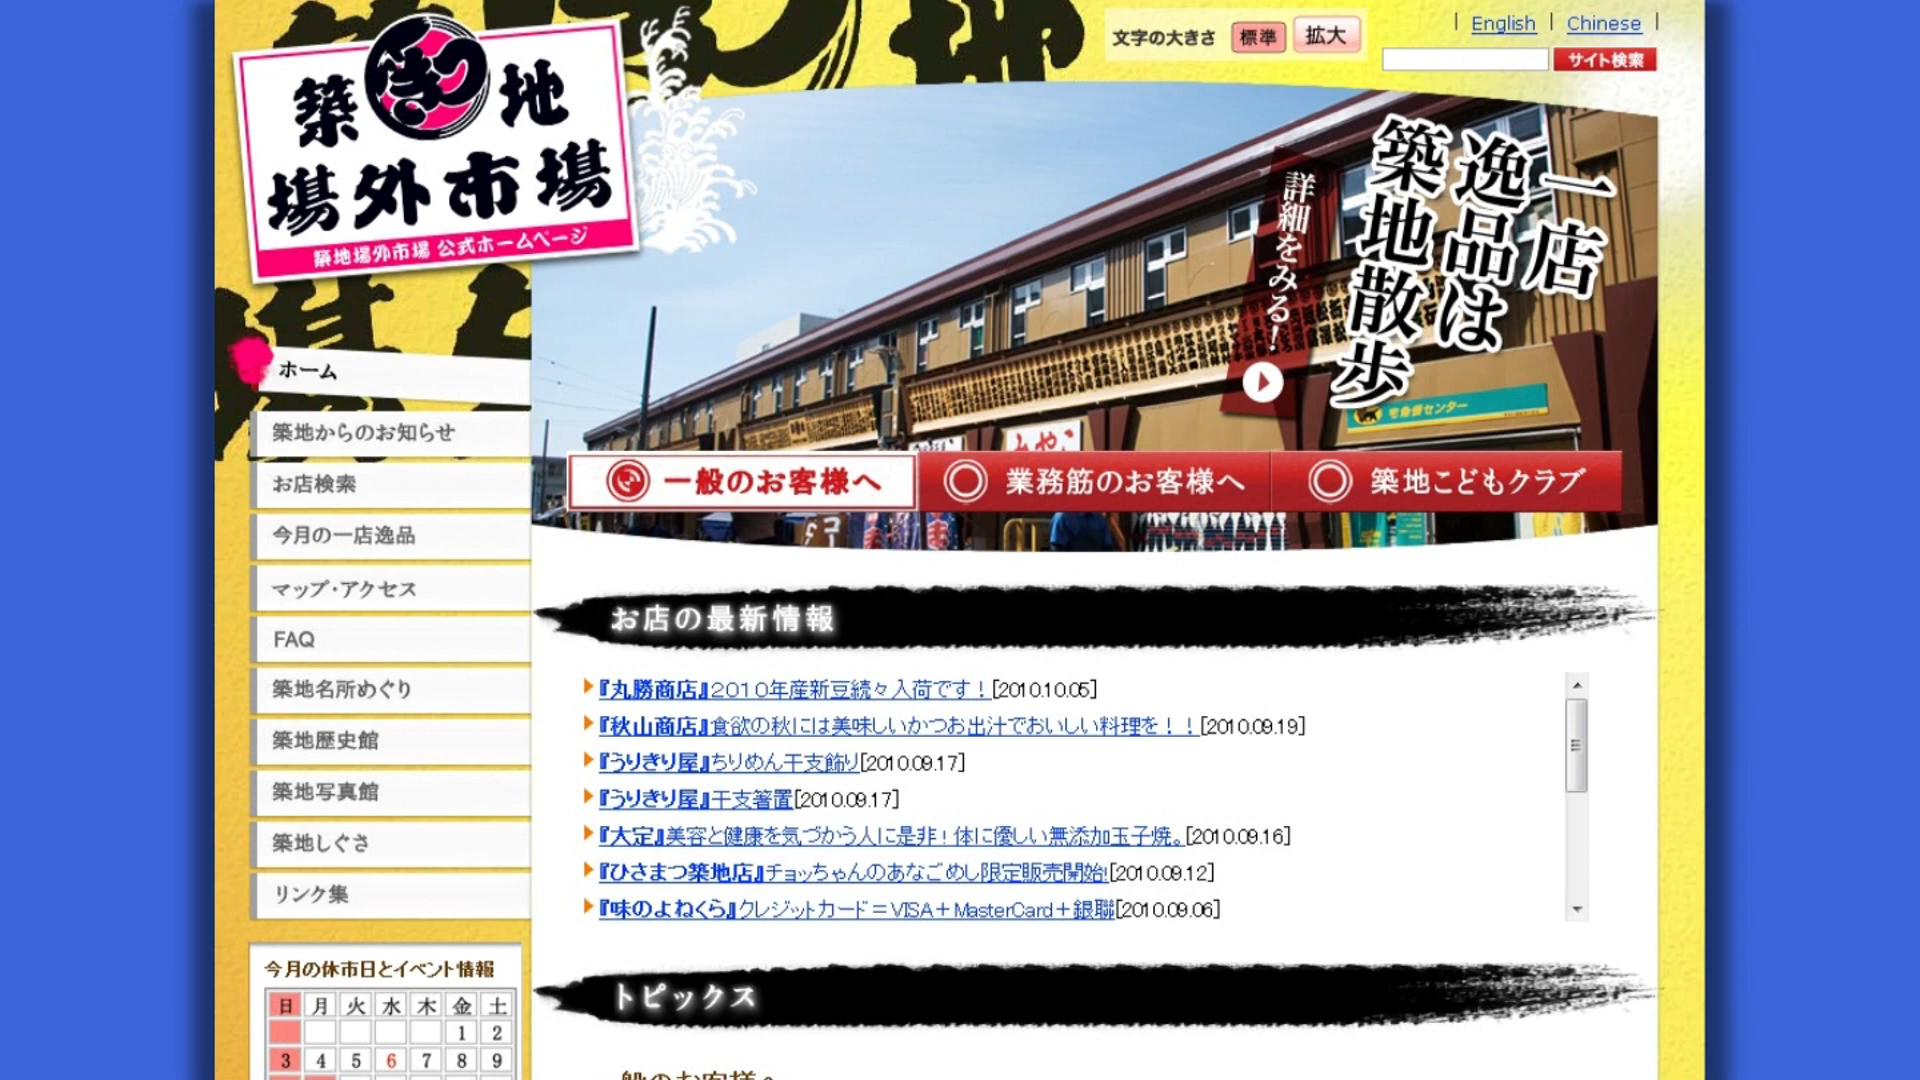 築地
場外市場
築地場外市場 公式ホームページ
文字の大きさ 標準 拡大
| English | Chinese |
サイト検索
一店
逸品は
築地散歩
詳細をみる!
宅急便センター
一般のお客様へ
業務筋のお客様へ
築地こどもクラブ
ホーム
築地からのお知らせ
お店検索
今月の一店逸品
マップ・アクセス
FAQ
築地名所めぐり
築地歴史館
築地写真館
築地しぐさ
リンク集
今月の休市日とイベント情報
日 月 火 水 木 金 土
1 2
3 4 5 6 7 8 9
お店の最新情報
『丸勝商店』2010年産新豆続々入荷です！[2010.10.05]
『秋山商店』食欲の秋には美味しいかつお出汁でおいしい料理を！！[2010.09.19]
『うりきり屋』ちりめん干支飾り[2010.09.17]
『うりきり屋』干支箸置[2010.09.17]
『大定』美容と健康を気づかう人に是非！体に優しい無添加玉子焼。[2010.09.16]
『ひさまつ築地店』チョッちゃんのあなごめし限定販売開始![2010.09.12]
『味のよねくら』クレジットカード＝VISA＋MasterCard＋銀聯[2010.09.06]
トピックス